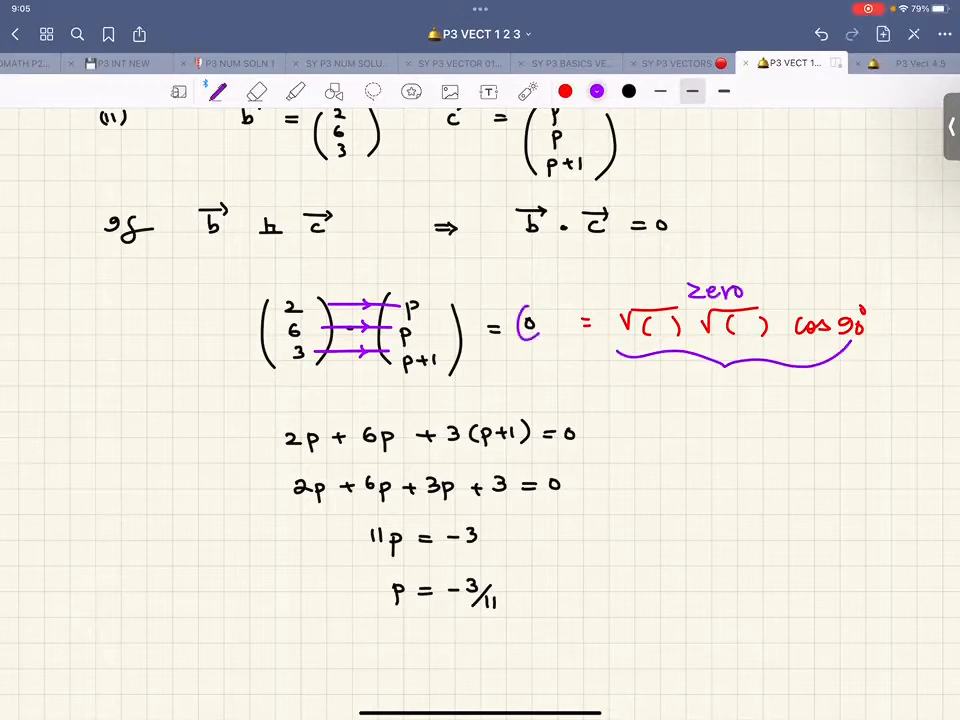 9:05
79%
🔔P3 VECT 1 2 3
OMATH P2...
P3 INT NEW
P3 NUM SOLN 1
SY P3 NUM SOLU...
SY P3 VECTOR 01...
SY P3 BASICS VE...
SY P3 VECTORS 🔴
🔔P3 VECT 1...
P3 Vect 4.5
(ii) b = (2 6 3) c = (p p p+1)
If b ⊥ c ⇒ b · c = 0
zero
(2 6 3) · (p p p+1) = 0 = √( ) √( ) cos 90°
2p + 6p + 3(p+1) = 0
2p + 6p + 3p + 3 = 0
11p = -3
p = -3/11